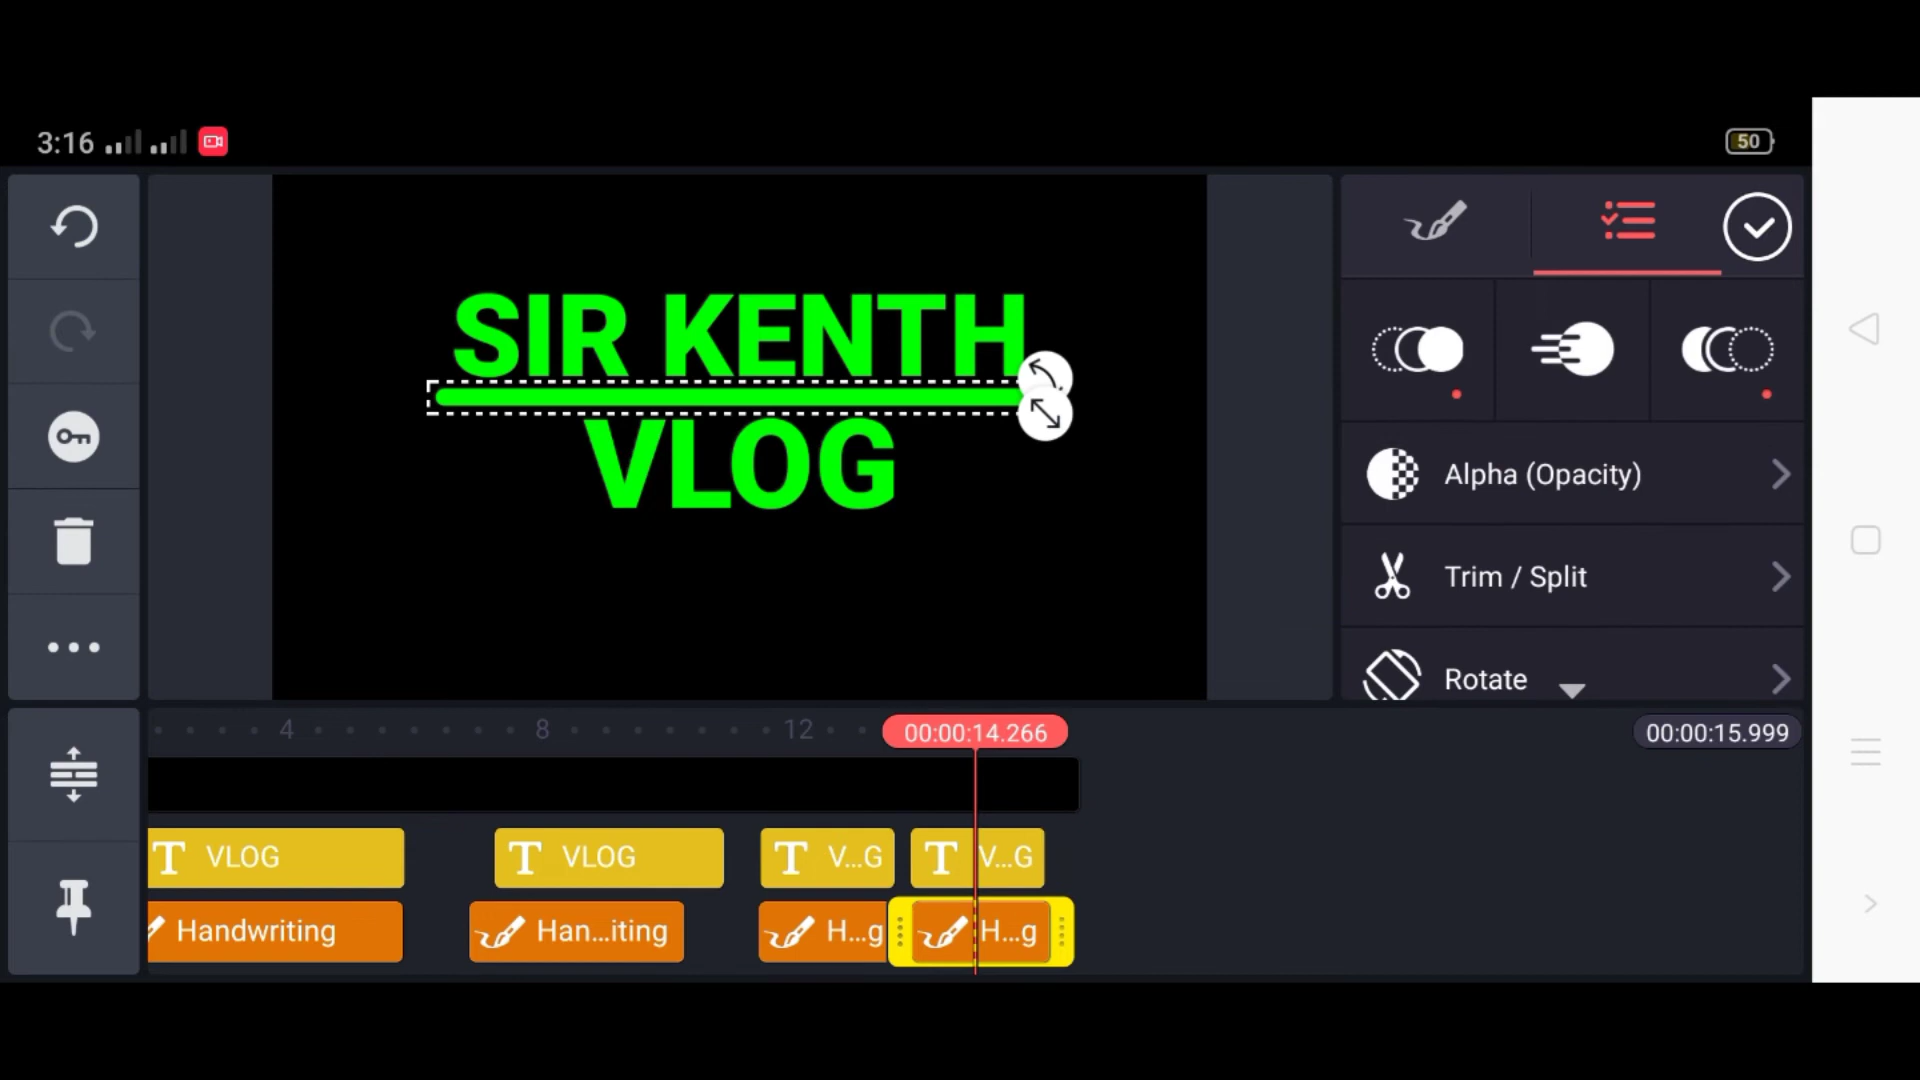 3:16
50
SIR KENTH
VLOG
Alpha (Opacity)
Trim / Split
Rotate
4
8
12
00:00:14.266
00:00:15.999
T VLOG
T VLOG
T V...G
T V...G
Handwriting
Han...iting
H...g
H...g